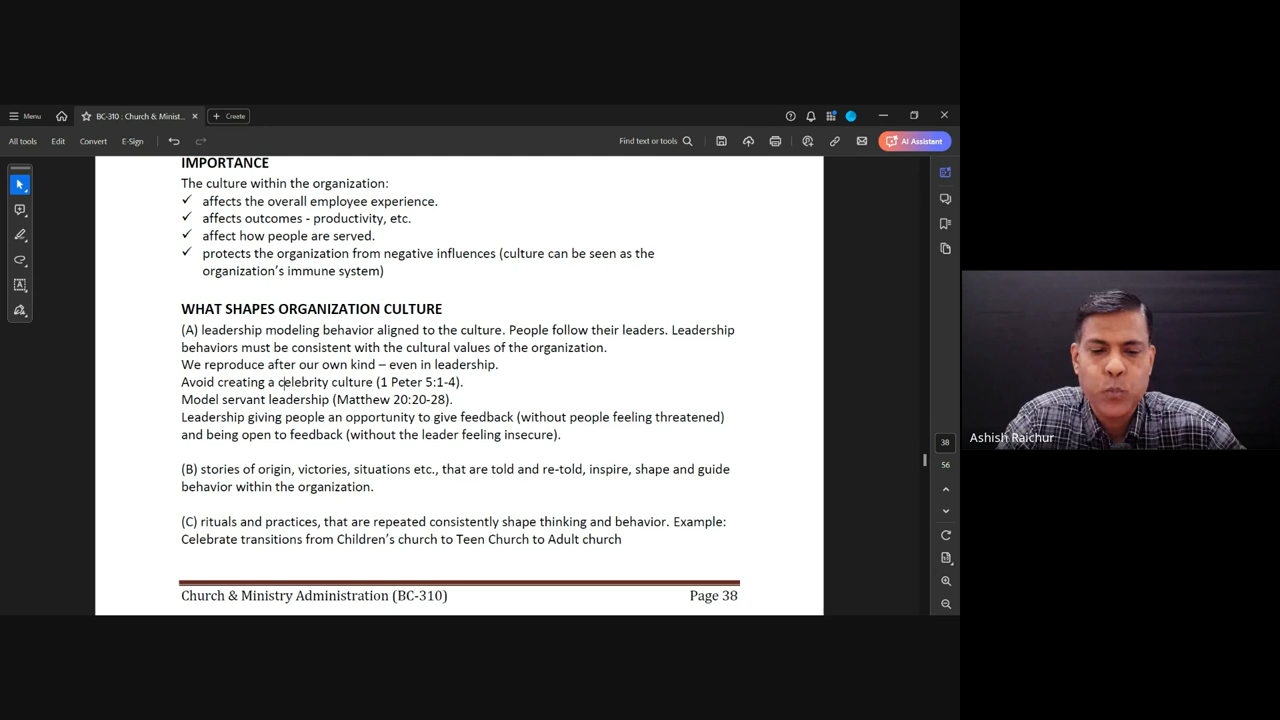 Menu
BC-310 : Church & Minist...
Create
All tools
Edit
Convert
E-Sign
Find text or tools
AI Assistant
IMPORTANCE
The culture within the organization:
✓ affects the overall employee experience.
✓ affects outcomes - productivity, etc.
✓ affect how people are served.
✓ protects the organization from negative influences (culture can be seen as the
organization's immune system)
WHAT SHAPES ORGANIZATION CULTURE
(A) leadership modeling behavior aligned to the culture. People follow their leaders. Leadership
behaviors must be consistent with the cultural values of the organization.
We reproduce after our own kind – even in leadership.
Avoid creating a celebrity culture (1 Peter 5:1-4).
Model servant leadership (Matthew 20:20-28).
Leadership giving people an opportunity to give feedback (without people feeling threatened)
and being open to feedback (without the leader feeling insecure).
(B) stories of origin, victories, situations etc., that are told and re-told, inspire, shape and guide
behavior within the organization.
(C) rituals and practices, that are repeated consistently shape thinking and behavior. Example:
Celebrate transitions from Children's church to Teen Church to Adult church
Church & Ministry Administration (BC-310)
Page 38
38
56
Ashish Raichur